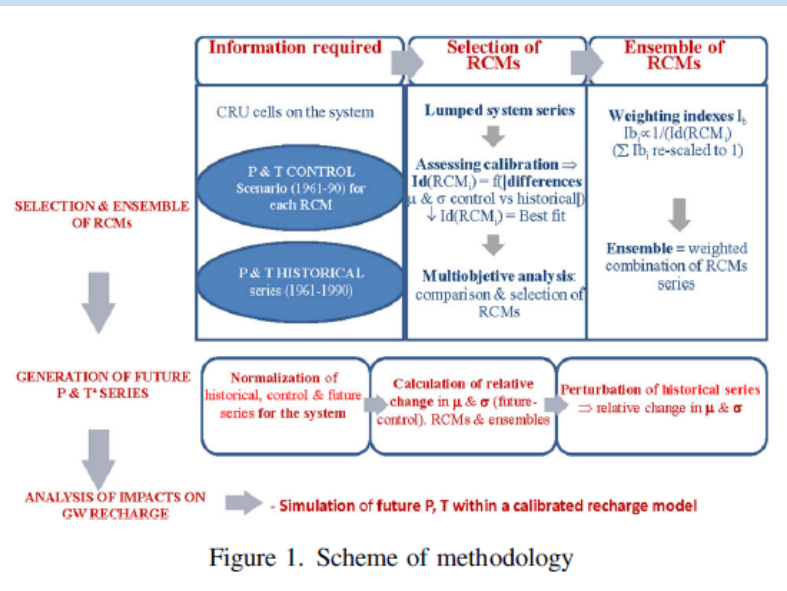 Information required
Selection of
RCMs
Ensemble of
RCMs
SELECTION & ENSEMBLE
OF RCMs
CRU cells on the system
P & T CONTROL
Scenario (1961-90) for
each RCM
P & T HISTORICAL
series (1961-1990)
Lumped system series
Assessing calibration ⇒
Id(RCMi) = f(|differences
μ & σ control vs historical|)
↓ Id(RCMi) = Best fit
Multiobjetive analysis:
comparison & selection of
RCMs
Weighting indexes Ib
Ibi∝1/(Id(RCMi)
(∑ Ibi re-scaled to 1)
Ensemble = weighted
combination of RCMs
series
GENERATION OF FUTURE
P & Tª SERIES
Normalization of
historical, control & future
series for the system
Calculation of relative
change in μ & σ (future-
control). RCMs & ensembles
Perturbation of historical series
⇒ relative change in μ & σ
ANALYSIS OF IMPACTS ON
GW RECHARGE
- Simulation of future P, T within a calibrated recharge model
Figure 1. Scheme of methodology